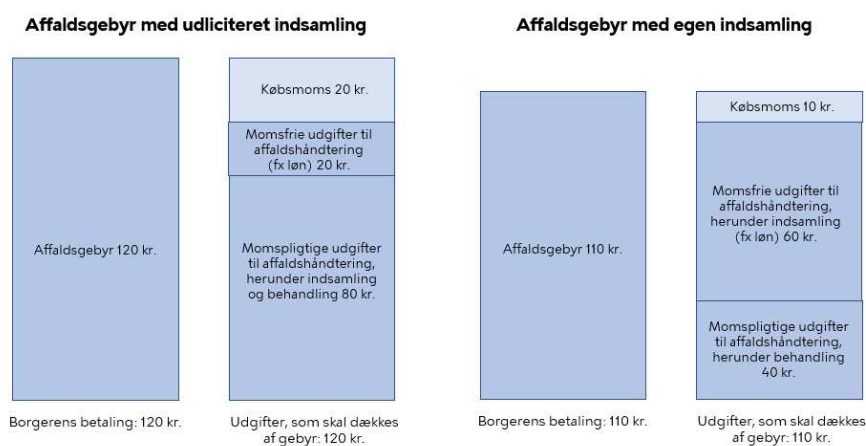 Affaldsgebyr med udliciteret indsamling
Affaldsgebyr 120 kr.
Købsmoms 20 kr.
Momsfrie udgifter til
affaldshåndtering
(fx løn) 20 kr.
Momspligtige udgifter
til affaldshåndtering,
herunder indsamling
og behandling 80 kr.
Borgerens betaling: 120 kr.
Udgifter, som skal dækkes
af gebyr: 120 kr.
Affaldsgebyr med egen indsamling
Affaldsgebyr 110 kr.
Købsmoms 10 kr.
Momsfrie udgifter til
affaldshåndtering,
herunder indsamling
(fx løn) 60 kr.
Momspligtige udgifter
til affaldshåndtering,
herunder behandling
40 kr.
Borgerens betaling: 110 kr.
Udgifter, som skal dækkes
af gebyr: 110 kr.